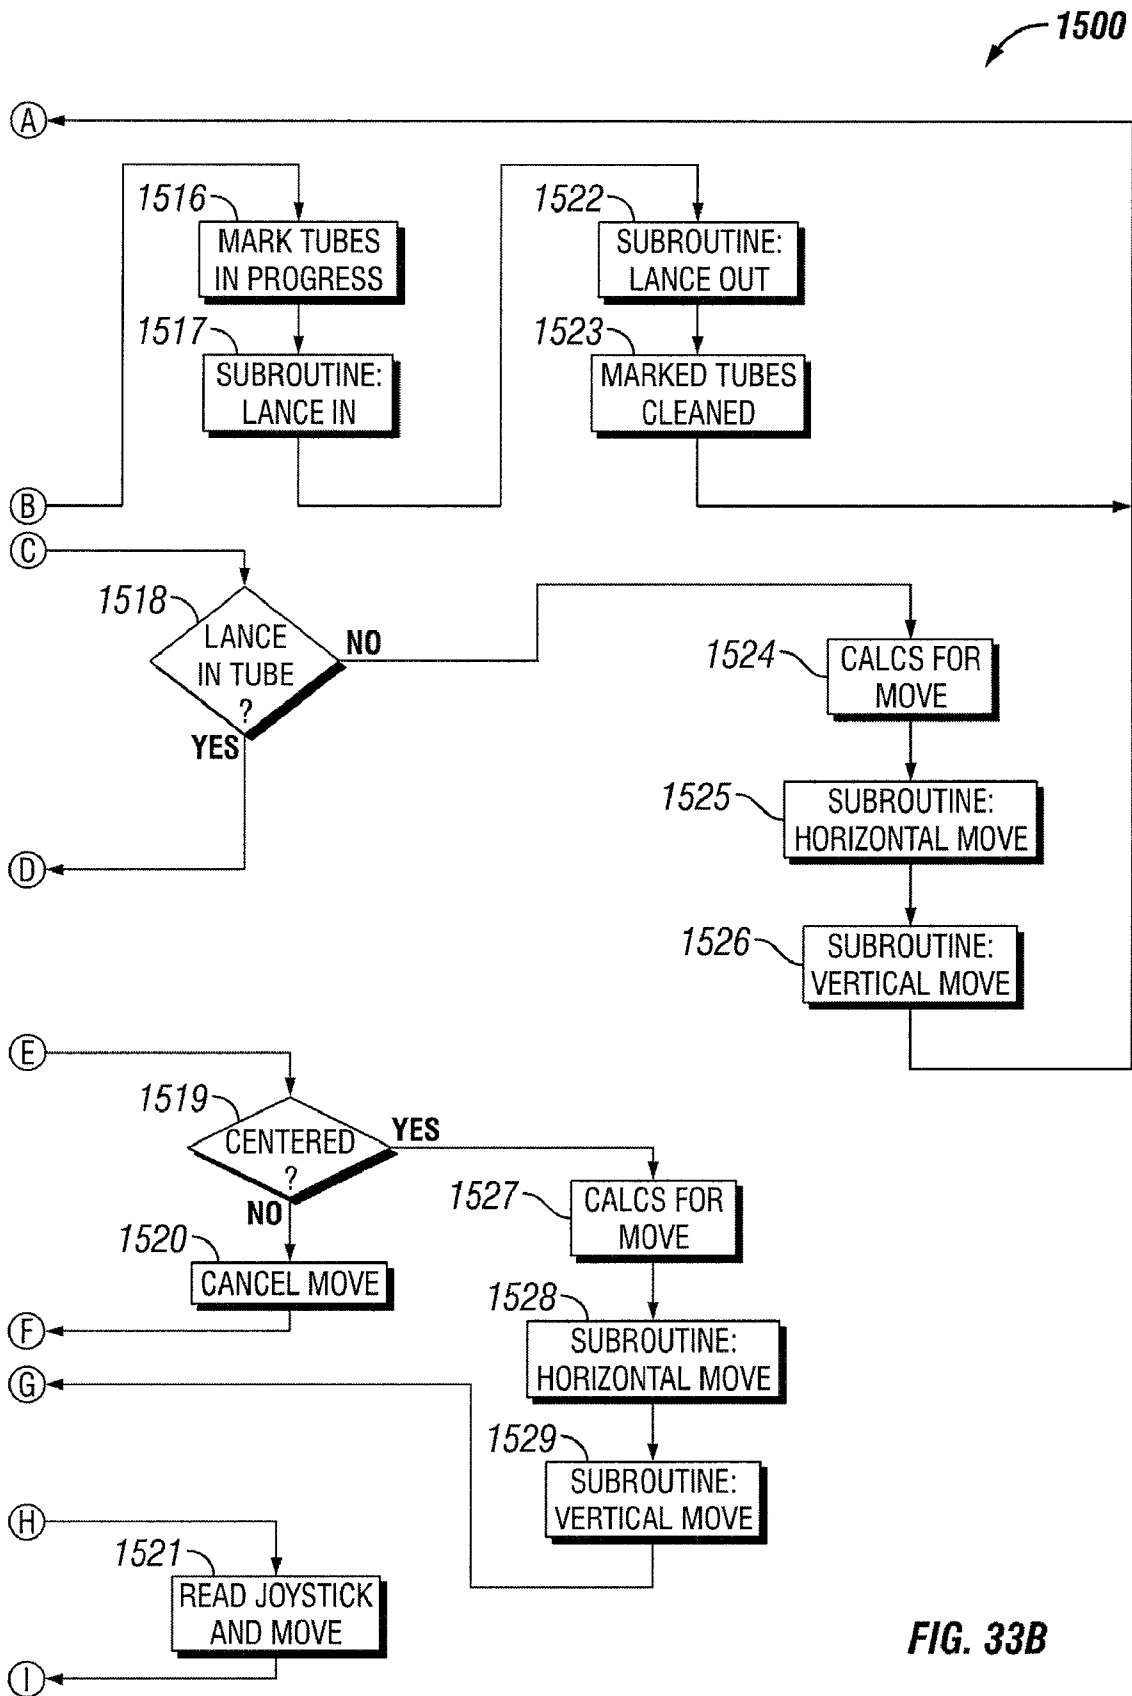 1500
A
1516
MARK TUBES
IN PROGRESS
1517
SUBROUTINE:
LANCE IN
1522
SUBROUTINE:
LANCE OUT
1523
MARKED TUBES
CLEANED
B
C
1518
LANCE
IN TUBE
?
NO
YES
D
1524
CALCS FOR
MOVE
1525
SUBROUTINE:
HORIZONTAL MOVE
1526
SUBROUTINE:
VERTICAL MOVE
E
1519
CENTERED
?
YES
NO
1520
CANCEL MOVE
F
1527
CALCS FOR
MOVE
1528
SUBROUTINE:
HORIZONTAL MOVE
G
1529
SUBROUTINE:
VERTICAL MOVE
H
1521
READ JOYSTICK
AND MOVE
I
FIG. 33B